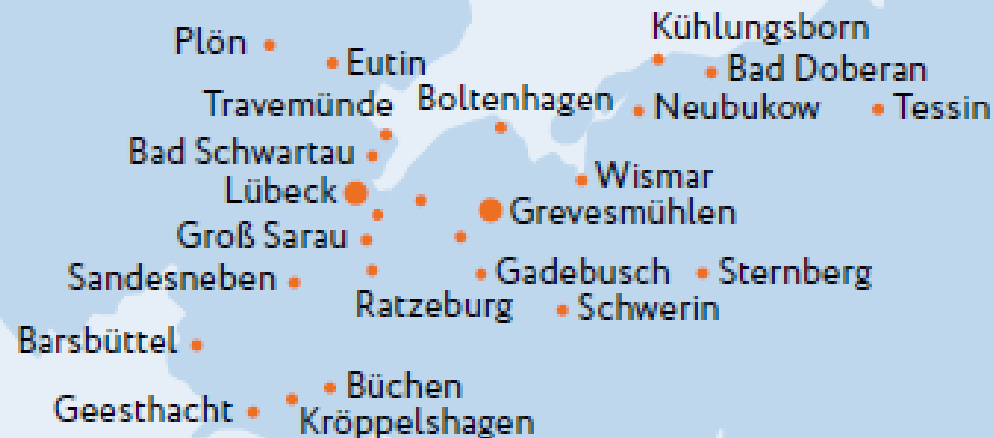 Kühlungsborn
Plön
Eutin
Bad Doberan
Travemünde
Boltenhagen
Neubukow
Tessin
Bad Schwartau
Wismar
Lübeck
Grevesmühlen
Groß Sarau
Gadebusch
Sternberg
Sandesneben
Ratzeburg
Schwerin
Barsbüttel
Büchen
Geesthacht
Kröppelshagen